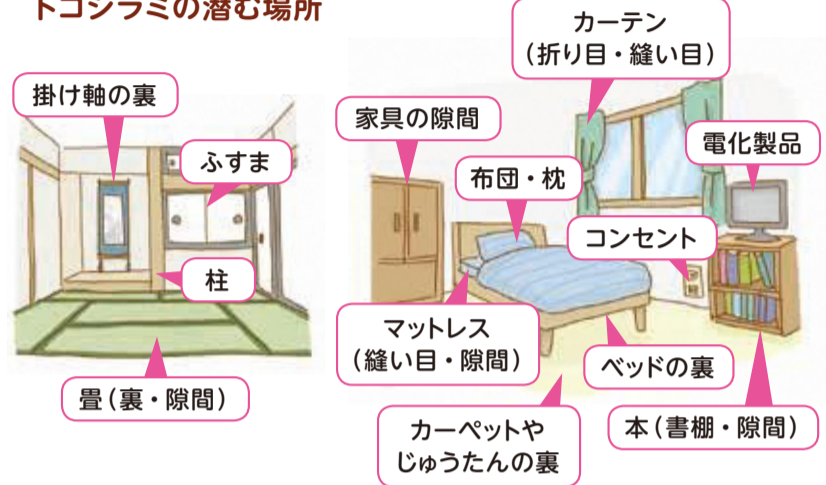 トコジラミの潜む場所
掛け軸の裏
ふすま
柱
畳（裏・隙間）
カーテン
（折り目・縫い目）
家具の隙間
布団・枕
電化製品
コンセント
マットレス
（縫い目・隙間）
ベッドの裏
カーペットや
じゅうたんの裏
本（書棚・隙間）